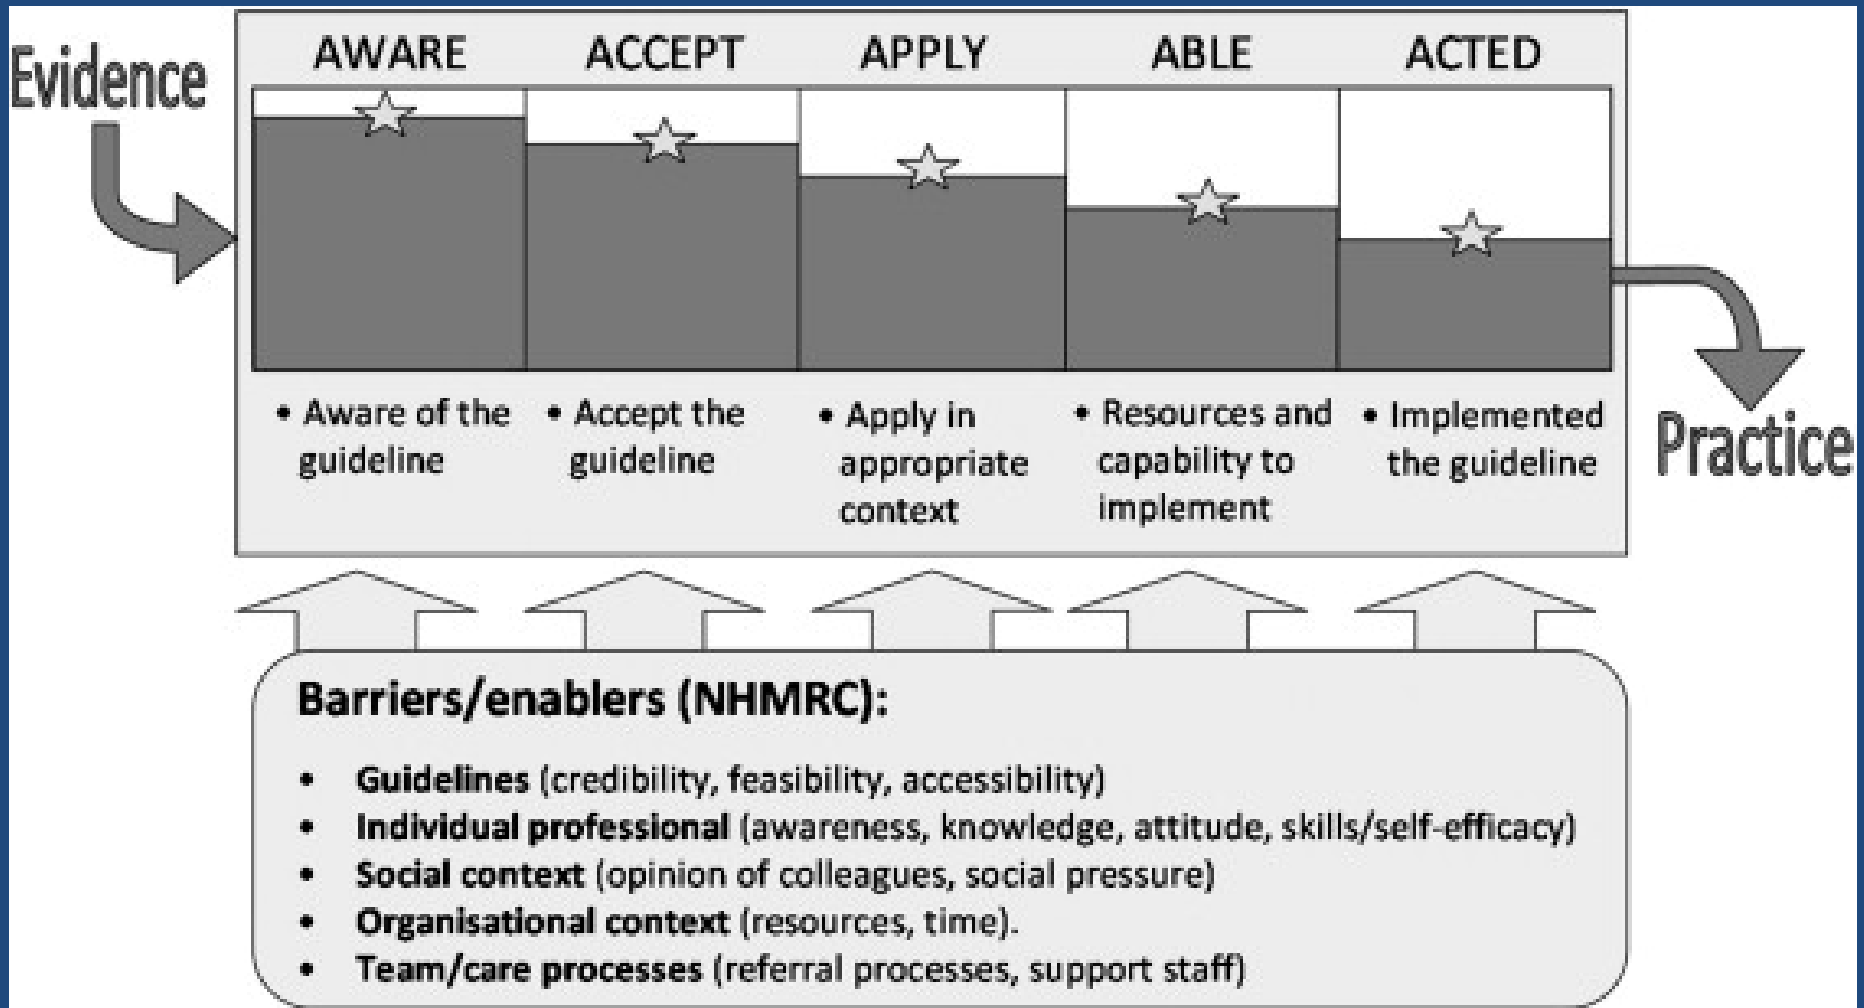 Evidence
AWARE
ACCEPT
APPLY
ABLE
ACTED
• Aware of the
guideline
• Accept the
guideline
• Apply in
appropriate
context
• Resources and
capability to
implement
• Implemented
the guideline
Practice
Barriers/enablers (NHMRC):
• Guidelines (credibility, feasibility, accessibility)
• Individual professional (awareness, knowledge, attitude, skills/self-efficacy)
• Social context (opinion of colleagues, social pressure)
• Organisational context (resources, time).
• Team/care processes (referral processes, support staff)